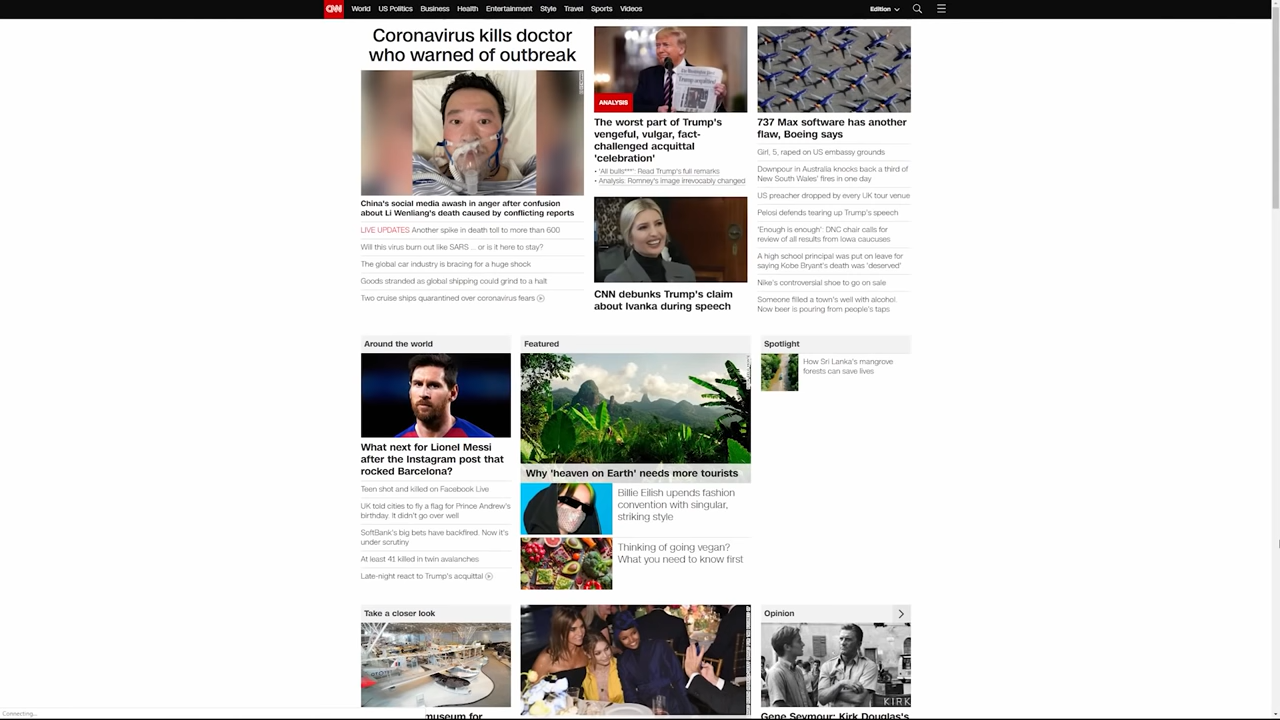 CNN World US Politics Business Health Entertainment Style Travel Sports Videos Edition
Coronavirus kills doctor
who warned of outbreak
China's social media awash in anger after confusion
about Li Wenliang's death caused by conflicting reports
LIVE UPDATES Another spike in death toll to more than 600
Will this virus burn out like SARS ... or is it here to stay?
The global car industry is bracing for a huge shock
Goods stranded as global shipping could grind to a halt
Two cruise ships quarantined over coronavirus fears
Trump acquitted
ANALYSIS
The worst part of Trump's
vengeful, vulgar, fact-
challenged acquittal
'celebration'
• 'All bulls***': Read Trump's full remarks
• Analysis: Romney's image irrevocably changed
CNN debunks Trump's claim
about Ivanka during speech
737 Max software has another
flaw, Boeing says
Girl, 5, raped on US embassy grounds
Downpour in Australia knocks back a third of
New South Wales' fires in one day
US preacher dropped by every UK tour venue
Pelosi defends tearing up Trump's speech
'Enough is enough': DNC chair calls for
review of all results from Iowa caucuses
A high school principal was put on leave for
saying Kobe Bryant's death was 'deserved'
Nike's controversial shoe to go on sale
Someone filled a town's well with alcohol.
Now beer is pouring from people's taps
Around the world
What next for Lionel Messi
after the Instagram post that
rocked Barcelona?
Teen shot and killed on Facebook Live
UK told cities to fly a flag for Prince Andrew's
birthday. It didn't go over well
SoftBank's big bets have backfired. Now it's
under scrutiny
At least 41 killed in twin avalanches
Late-night react to Trump's acquittal
Featured
Why 'heaven on Earth' needs more tourists
Billie Eilish upends fashion
convention with singular,
striking style
Thinking of going vegan?
What you need to know first
Spotlight
How Sri Lanka's mangrove
forests can save lives
Take a closer look
museum for
Opinion
KIRK
Gene Seymour: Kirk Douglas's
Connecting...